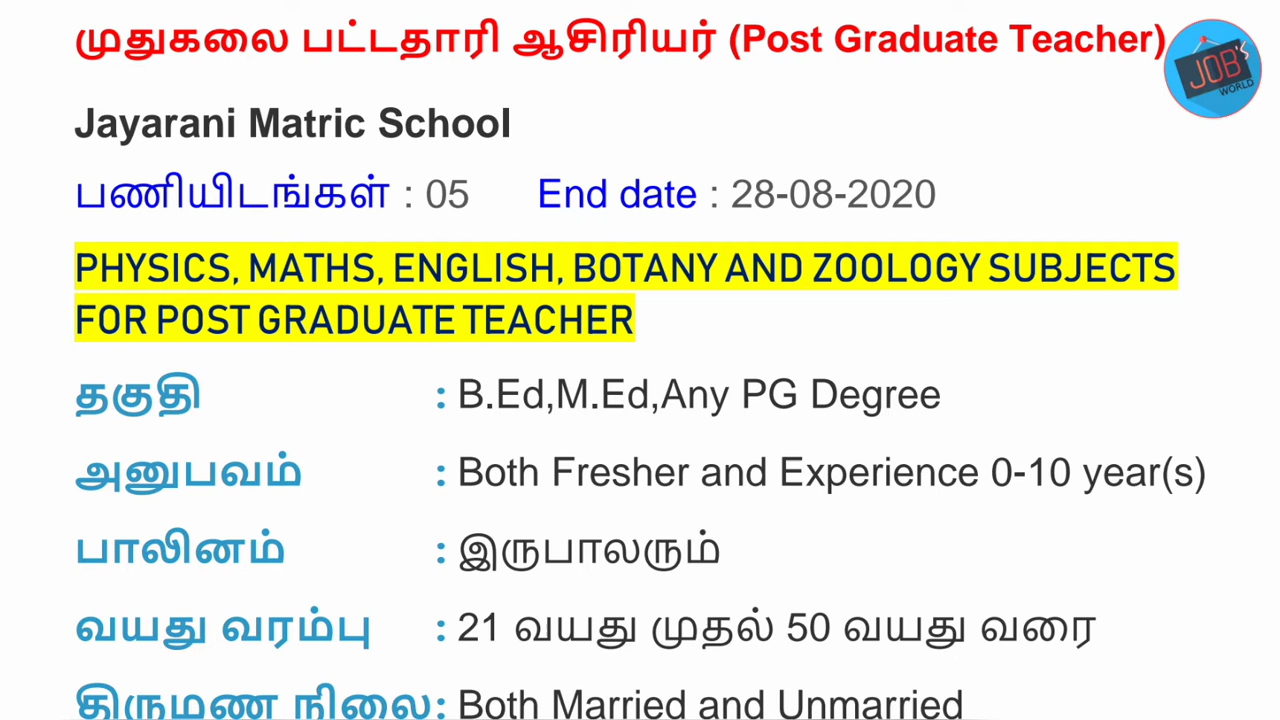 முதுகலை பட்டதாரி ஆசிரியர் (Post Graduate Teacher)
JOB'S
WORLD
Jayarani Matric School
பணியிடங்கள் : 05 End date : 28-08-2020
PHYSICS, MATHS, ENGLISH, BOTANY AND ZOOLOGY SUBJECTS
FOR POST GRADUATE TEACHER
தகுதி : B.Ed,M.Ed,Any PG Degree
அனுபவம் : Both Fresher and Experience 0-10 year(s)
பாலினம் : இருபாலரும்
வயது வரம்பு : 21 வயது முதல் 50 வயது வரை
திருமண நிலை: Both Married and Unmarried